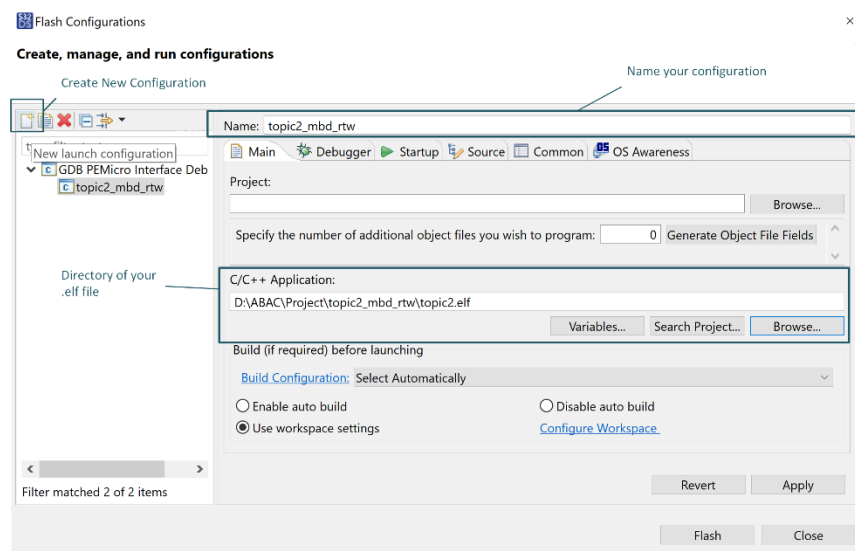 S32
DS Flash Configurations
×
Create, manage, and run configurations
Create New Configuration
Name your configuration
Name: topic2_mbd_rtw
New launch configuration
GDB PEMicro Interface Deb
topic2_mbd_rtw
Main Debugger Startup Source Common OS Awareness
Project:
Browse...
Specify the number of additional object files you wish to program: 0 Generate Object File Fields
Directory of your
.elf file
C/C++ Application:
D:\ABAC\Project\topic2_mbd_rtw\topic2.elf
Variables... Search Project... Browse...
Build (if required) before launching
Build Configuration: Select Automatically
Enable auto build Disable auto build
Use workspace settings Configure Workspace
Filter matched 2 of 2 items
Revert Apply
Flash Close